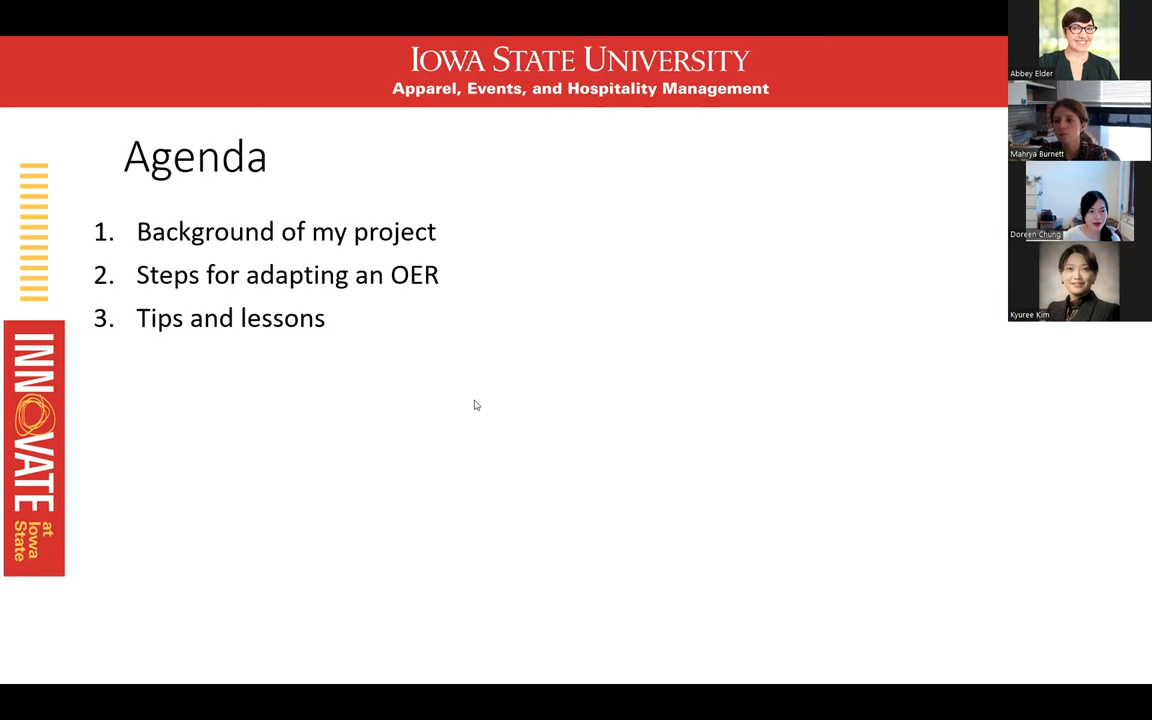 IOWA STATE UNIVERSITY
Apparel, Events, and Hospitality Management
Agenda
1. Background of my project
2. Steps for adapting an OER
3. Tips and lessons
INNOVATE
at
Iowa
State
Abbey Elder
Mahrya Burnett
Doreen Chung
Kyuree Kim